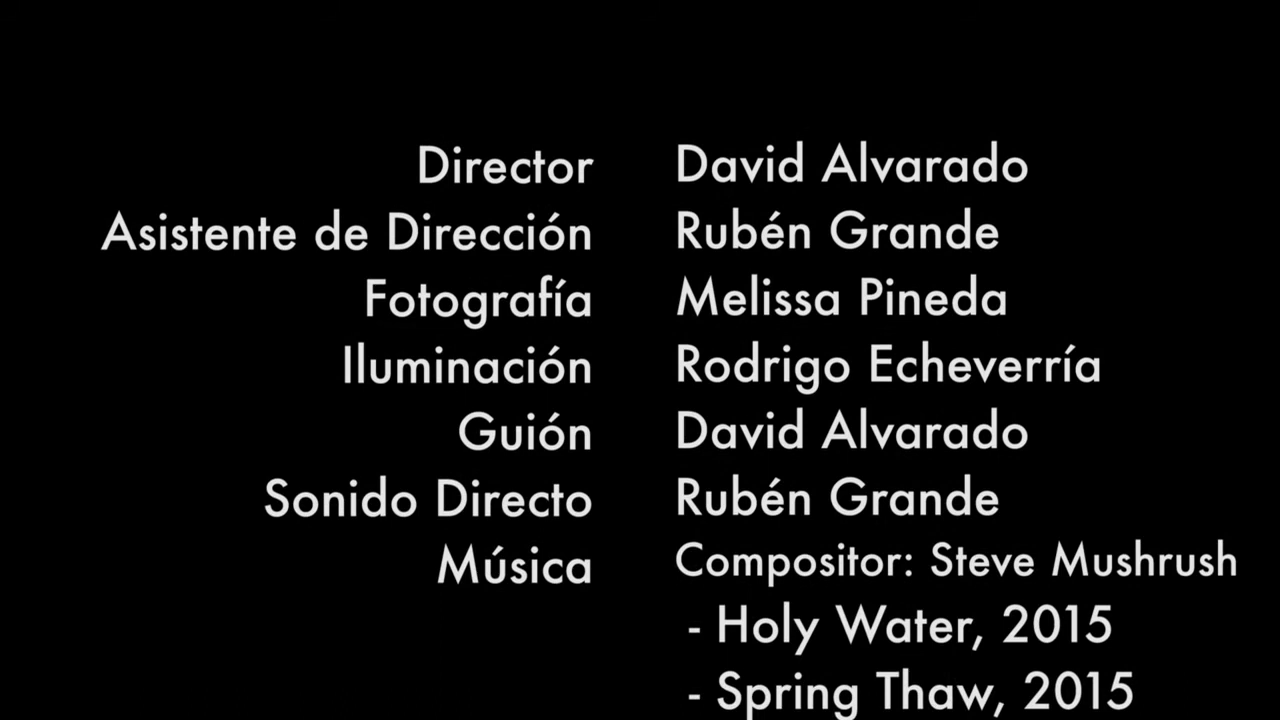 Director David Alvarado
Asistente de Dirección Rubén Grande
Fotografía Melissa Pineda
Iluminación Rodrigo Echeverría
Guión David Alvarado
Sonido Directo Rubén Grande
Música Compositor: Steve Mushrush
- Holy Water, 2015
- Spring Thaw, 2015